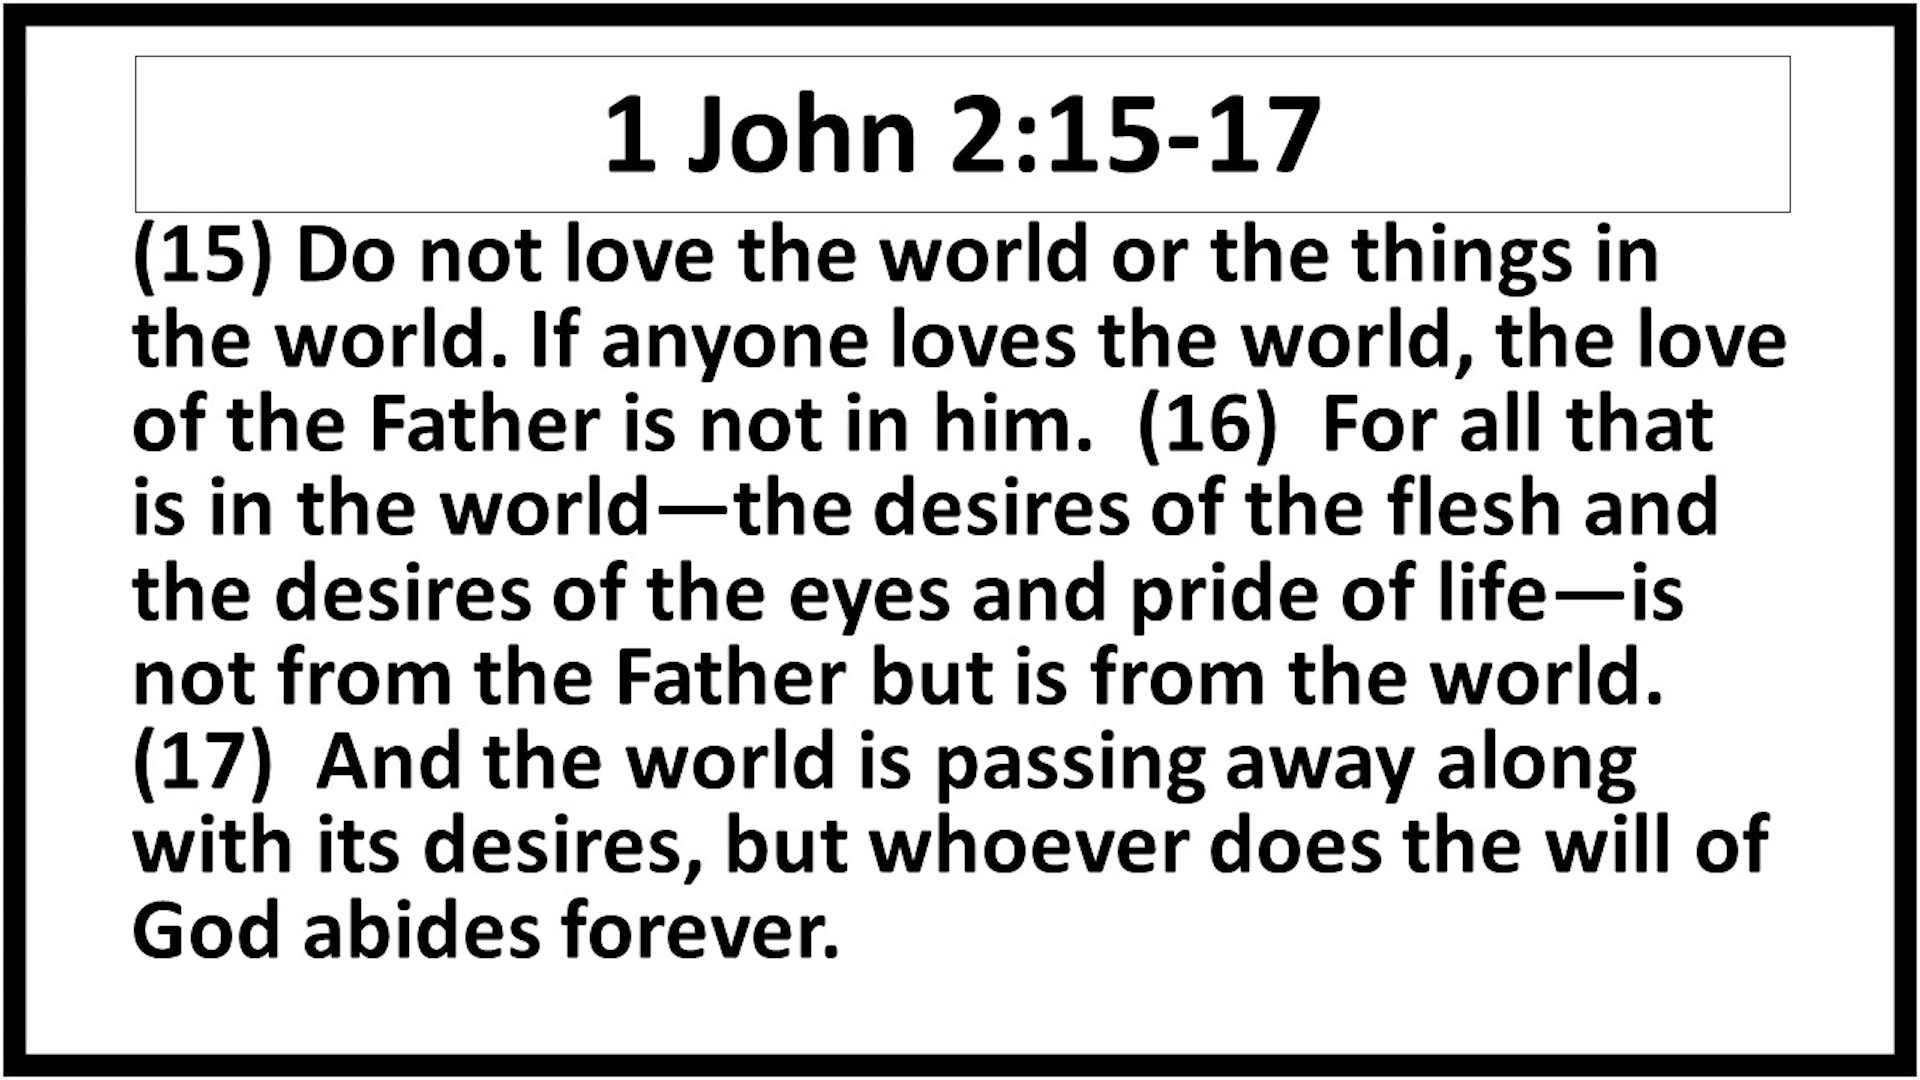 1 John 2:15-17
(15) Do not love the world or the things in
the world. If anyone loves the world, the love
of the Father is not in him.  (16)  For all that
is in the world—the desires of the flesh and
the desires of the eyes and pride of life—is
not from the Father but is from the world.
(17)  And the world is passing away along
with its desires, but whoever does the will of
God abides forever.